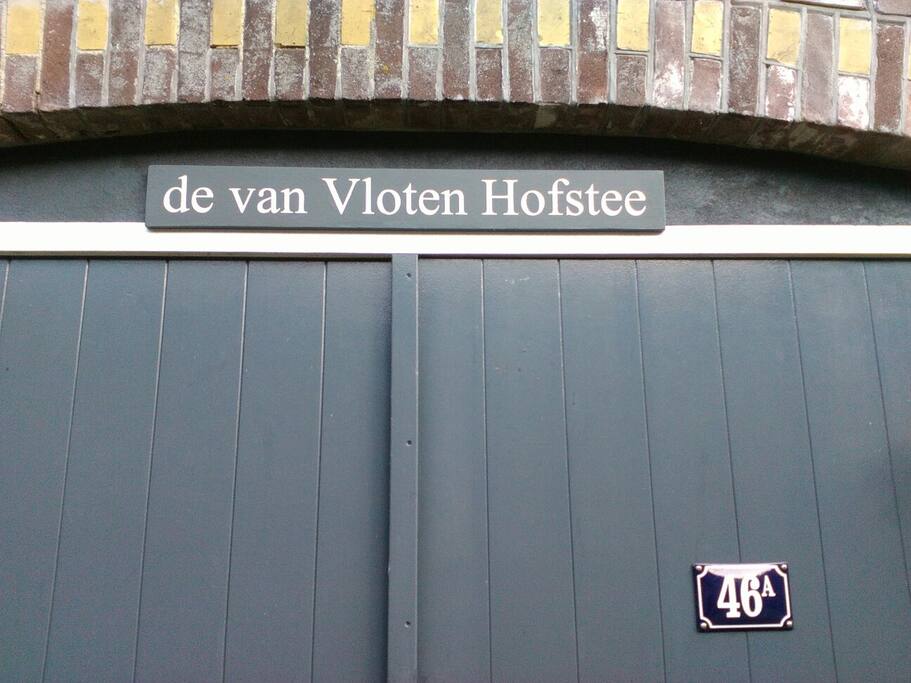 de van Vloten Hofstee
46A